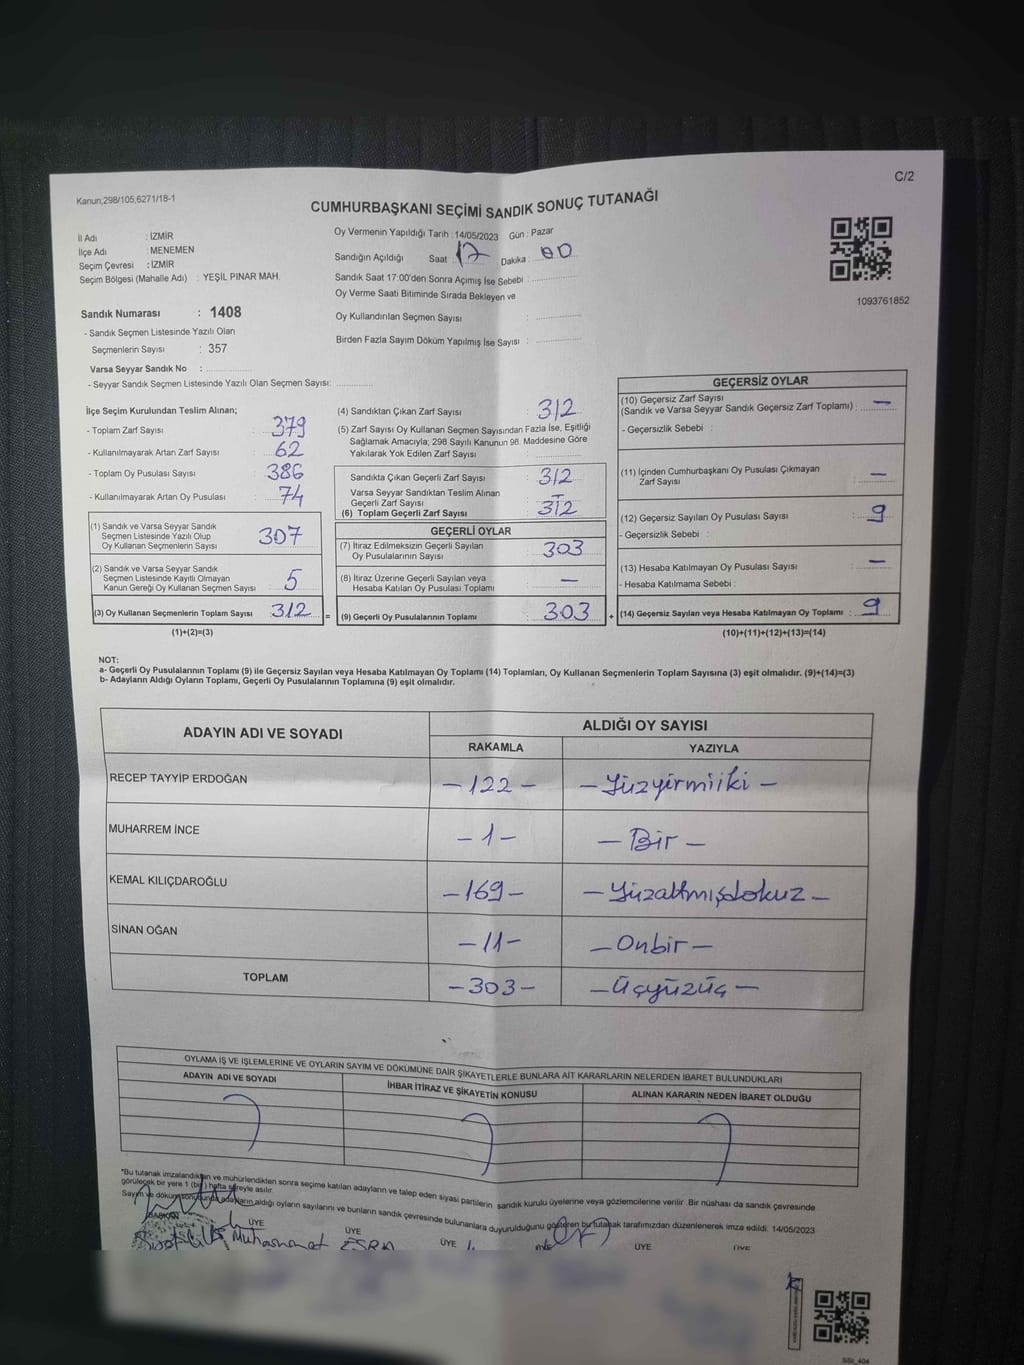 C/2
Kanun;298/105;6271/18-1
CUMHURBAŞKANI SEÇİMİ SANDIK SONUÇ TUTANAĞI
İl Adı : İZMİR
İlçe Adı : MENEMEN
Seçim Çevresi : İZMİR
Seçim Bölgesi (Mahalle Adı) : YEŞİL PINAR MAH.
Sandık Numarası : 1408
- Sandık Seçmen Listesinde Yazılı Olan
Seçmenlerin Sayısı : 357
Varsa Seyyar Sandık No :
- Seyyar Sandık Seçmen Listesinde Yazılı Olan Seçmen Sayısı:
Oy Vermenin Yapıldığı Tarih : 14/05/2023 Gün : Pazar
Sandığın Açıldığı Saat : 17 Dakika : 00
Sandık Saat 17:00'den Sonra Açımış İse Sebebi :
Oy Verme Saati Bitiminde Sırada Bekleyen ve
Oy Kullandırılan Seçmen Sayısı :
Birden Fazla Sayım Döküm Yapılmış İse Sayısı :
1093761852
İlçe Seçim Kurulundan Teslim Alınan;
- Toplam Zarf Sayısı : 379
- Kullanılmayarak Artan Zarf Sayısı : 62
- Toplam Oy Pusulası Sayısı : 386
- Kullanılmayarak Artan Oy Pusulası : 74
(1) Sandık ve Varsa Seyyar Sandık
Seçmen Listesinde Yazılı Olup
Oy Kullanan Seçmenlerin Sayısı : 307
(2) Sandık ve Varsa Seyyar Sandık
Seçmen Listesinde Kayıtlı Olmayan
Kanun Gereği Oy Kullanan Seçmen Sayısı : 5
(3) Oy Kullanan Seçmenlerin Toplam Sayısı : 312
(1)+(2)=(3)
(4) Sandıktan Çıkan Zarf Sayısı : 312
(5) Zarf Sayısı Oy Kullanan Seçmen Sayısından Fazla İse, Eşitliği
Sağlamak Amacıyla; 298 Sayılı Kanunun 98. Maddesine Göre
Yakılarak Yok Edilen Zarf Sayısı :
Sandıkta Çıkan Geçerli Zarf Sayısı : 312
Varsa Seyyar Sandıktan Teslim Alınan
Geçerli Zarf Sayısı : -
(6) Toplam Geçerli Zarf Sayısı : 312
GEÇERLİ OYLAR
(7) İtiraz Edilmeksizin Geçerli Sayılan
Oy Pusulalarının Sayısı : 303
(8) İtiraz Üzerine Geçerli Sayılan veya
Hesaba Katılan Oy Pusulası Toplamı : -
= (9) Geçerli Oy Pusulalarının Toplamı : 303 +
GEÇERSİZ OYLAR
(10) Geçersiz Zarf Sayısı
(Sandık ve Varsa Seyyar Sandık Geçersiz Zarf Toplamı) : -
- Geçersizlik Sebebi :
(11) İçinden Cumhurbaşkanı Oy Pusulası Çıkmayan
Zarf Sayısı : -
(12) Geçersiz Sayılan Oy Pusulası Sayısı : 9
- Geçersizlik Sebebi :
(13) Hesaba Katılmayan Oy Pusulası Sayısı : -
- Hesaba Katılmama Sebebi :
(14) Geçersiz Sayılan veya Hesaba Katılmayan Oy Toplamı : 9
(10)+(11)+(12)+(13)=(14)
NOT:
a- Geçerli Oy Pusulalarının Toplamı (9) ile Geçersiz Sayılan veya Hesaba Katılmayan Oy Toplamı (14) Toplamları, Oy Kullanan Seçmenlerin Toplam Sayısına (3) eşit olmalıdır. (9)+(14)=(3)
b- Adayların Aldığı Oyların Toplamı, Geçerli Oy Pusulalarının Toplamına (9) eşit olmalıdır.
ADAYIN ADI VE SOYADI ALDIĞI OY SAYISI
RAKAMLA YAZIYLA
RECEP TAYYİP ERDOĞAN -122- -Yüzyirmiiki-
MUHARREM İNCE -1- -Bir-
KEMAL KILIÇDAROĞLU -169- -Yüzaltmışdokuz-
SİNAN OĞAN -11- -Onbir-
TOPLAM -303- -Üçyüzüç-
OYLAMA İŞ VE İŞLEMLERİNE VE OYLARIN SAYIM VE DÖKÜMÜNE DAİR ŞİKAYETLERLE BUNLARA AİT KARARLARIN NELERDEN İBARET BULUNDUKLARI
ADAYIN ADI VE SOYADI İHBAR İTİRAZ VE ŞİKAYETİN KONUSU ALINAN KARARIN NEDEN İBARET OLDUĞU
*Bu tutanak imzalandıktan ve mühürlendikten sonra seçime katılan adayların ve talep eden siyasi partilerin sandık kurulu üyelerine veya gözlemcilerine verilir. Bir nüshası da sandık çevresinde
görülecek bir yere 1 (bir) hafta süreyle asılır.
Sayım ve döküm sonucunda adayların aldığı oyların sayılarını ve bunların sandık çevresinde bulunanlara duyurulduğunu gösteren bu tutanak tarafımızdan düzenlenerek imza edildi. 14/05/2023
BAŞKAN ÜYE ÜYE ÜYE ÜYE ÜYE
Muhammet ESRA